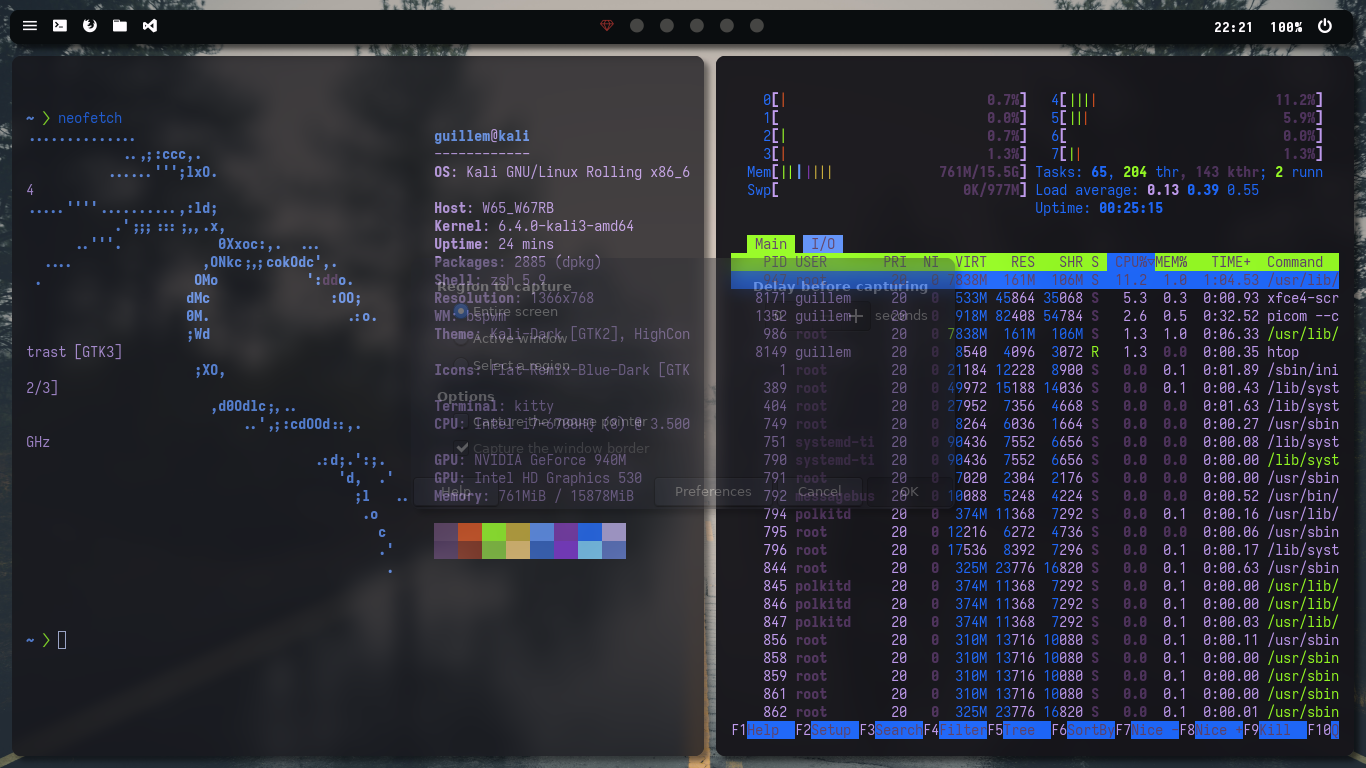 22:21 100%
~ ❯ neofetch
..............
..,;:ccc,.
......''';lxO.
4
.....''''..........,:ld;
.';;;:::;,,.x,
..'''. 0Xxoc:,. ...
.... ,ONkc;,;cokOdc',.
. OMo ':ddo.
dMc :OO;
0M. .:o.
;Wd
trast [GTK3]
;XO,
2/3]
,d0Odlc;,..
..',;:cdOOd::,.
GHz
.:d;.':;.
'd, .'
;l ..
.o
c
.'
.
~ ❯
guillem@kali
------------
OS: Kali GNU/Linux Rolling x86_6
Host: W65_W67RB
Kernel: 6.4.0-kali3-amd64
Uptime: 24 mins
Packages: 2885 (dpkg)
Shell: zsh 5.9
Resolution: 1366x768
WM: bspwm
Theme: Kali-Dark [GTK2], HighCon
Icons: Flat-Remix-Blue-Dark [GTK
Terminal: kitty
CPU: Intel i7-6700HQ (8) @ 3.500
GPU: NVIDIA GeForce 940M
GPU: Intel HD Graphics 530
Memory: 761MiB / 15878MiB
Region to capture
Entire screen
Active window
Select a region
Options
Capture the mouse pointer
Capture the window border
Delay before capturing
seconds
Help Preferences Cancel OK
0[| 0.7%] 4[|||| 11.2%]
1[ 0.0%] 5[||| 5.9%]
2[| 0.7%] 6[ 0.0%]
3[| 1.3%] 7[|| 1.3%]
Mem[||||||| 761M/15.5G] Tasks: 65, 204 thr, 143 kthr; 2 runn
Swp[ 0K/977M] Load average: 0.13 0.39 0.55
Uptime: 00:25:15
Main I/O
PID USER PRI NI VIRT RES SHR S CPU%▽MEM% TIME+ Command
7838M 161M 106M S 11.2 1.0 1:04.53 /usr/lib/
8171 guillem 20 533M 45864 35068 S 5.3 0.3 0:00.93 xfce4-scr
1352 guillem 20 918M 82408 54784 S 2.6 0.5 0:32.52 picom --c
986 root 20 0 7838M 161M 106M S 1.3 1.0 0:06.33 /usr/lib/
8149 guillem 20 0 8540 4096 3072 R 1.3 0.0 0:00.35 htop
1 root 20 0 21184 12228 8900 S 0.0 0.1 0:01.89 /sbin/ini
389 root 20 0 49972 15188 14036 S 0.0 0.1 0:00.43 /lib/syst
404 root 20 0 27952 7356 4668 S 0.0 0.0 0:01.63 /lib/syst
749 root 20 0 8264 6036 1664 S 0.0 0.0 0:00.27 /usr/sbin
751 systemd-ti 20 0 90436 7552 6656 S 0.0 0.0 0:00.08 /lib/syst
790 systemd-ti 20 0 90436 7552 6656 S 0.0 0.0 0:00.00 /lib/syst
791 root 20 0 7020 2304 2176 S 0.0 0.0 0:00.00 /usr/sbin
792 messagebus 20 0 10088 5248 4224 S 0.0 0.0 0:00.52 /usr/bin/
794 polkitd 20 0 374M 11368 7292 S 0.0 0.1 0:00.16 /usr/lib/
795 root 20 0 12216 6272 4736 S 0.0 0.0 0:00.06 /usr/sbin
796 root 20 0 17536 8392 7296 S 0.0 0.1 0:00.17 /lib/syst
844 root 20 0 325M 23776 16820 S 0.0 0.1 0:00.63 /usr/sbin
845 polkitd 20 0 374M 11368 7292 S 0.0 0.1 0:00.00 /usr/lib/
846 polkitd 20 0 374M 11368 7292 S 0.0 0.1 0:00.00 /usr/lib/
847 polkitd 20 0 374M 11368 7292 S 0.0 0.1 0:00.03 /usr/lib/
856 root 20 0 310M 13716 10080 S 0.0 0.1 0:00.11 /usr/sbin
858 root 20 0 310M 13716 10080 S 0.0 0.1 0:00.00 /usr/sbin
859 root 20 0 310M 13716 10080 S 0.0 0.1 0:00.00 /usr/sbin
861 root 20 0 310M 13716 10080 S 0.0 0.1 0:00.00 /usr/sbin
862 root 20 0 325M 23776 16820 S 0.0 0.1 0:00.01 /usr/sbin
F1Help F2Setup F3SearchF4FilterF5Tree F6SortByF7Nice -F8Nice +F9Kill F10Q